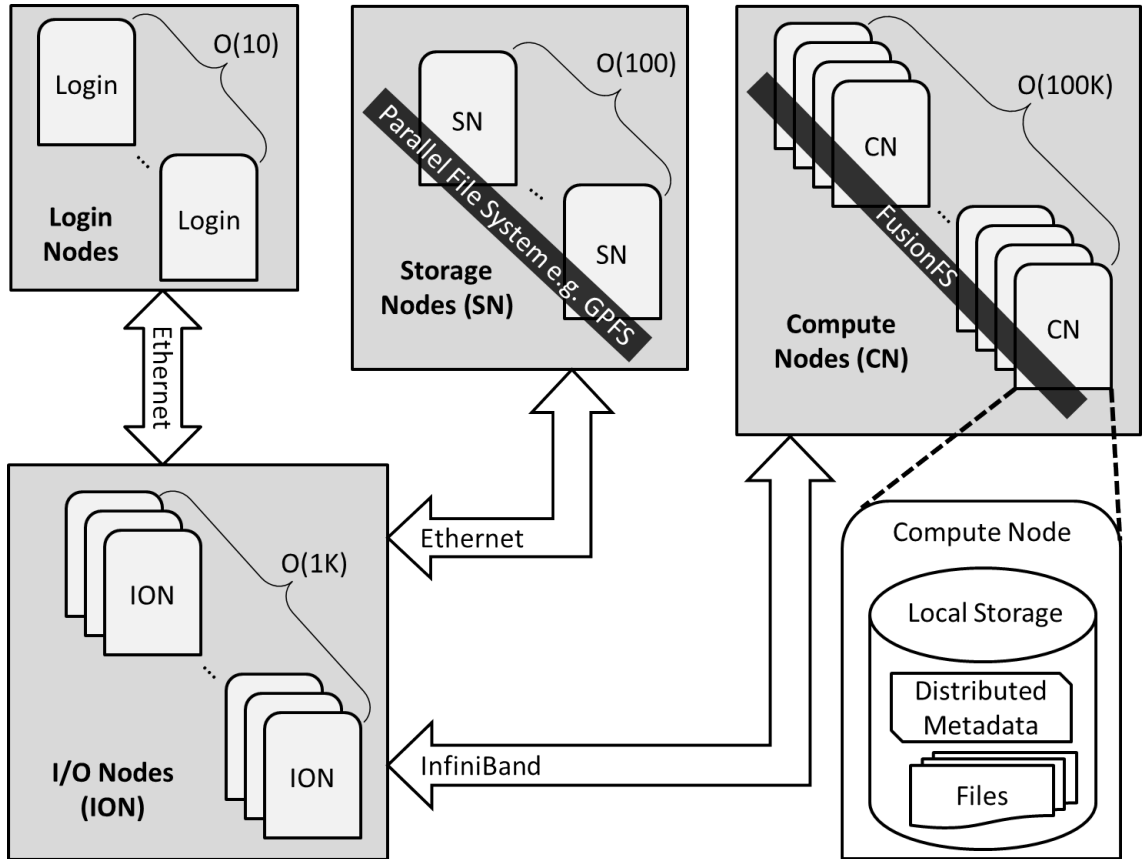 O(10)
Login
...
Login
Login
Nodes
O(100)
SN
...
SN
Parallel File System e.g. GPFS
Storage
Nodes (SN)
O(100K)
CN
...
CN
FusionFS
Compute
Nodes (CN)
Ethernet
Ethernet
InfiniBand
O(1K)
ION
...
ION
I/O Nodes
(ION)
Compute Node
Local Storage
Distributed
Metadata
Files